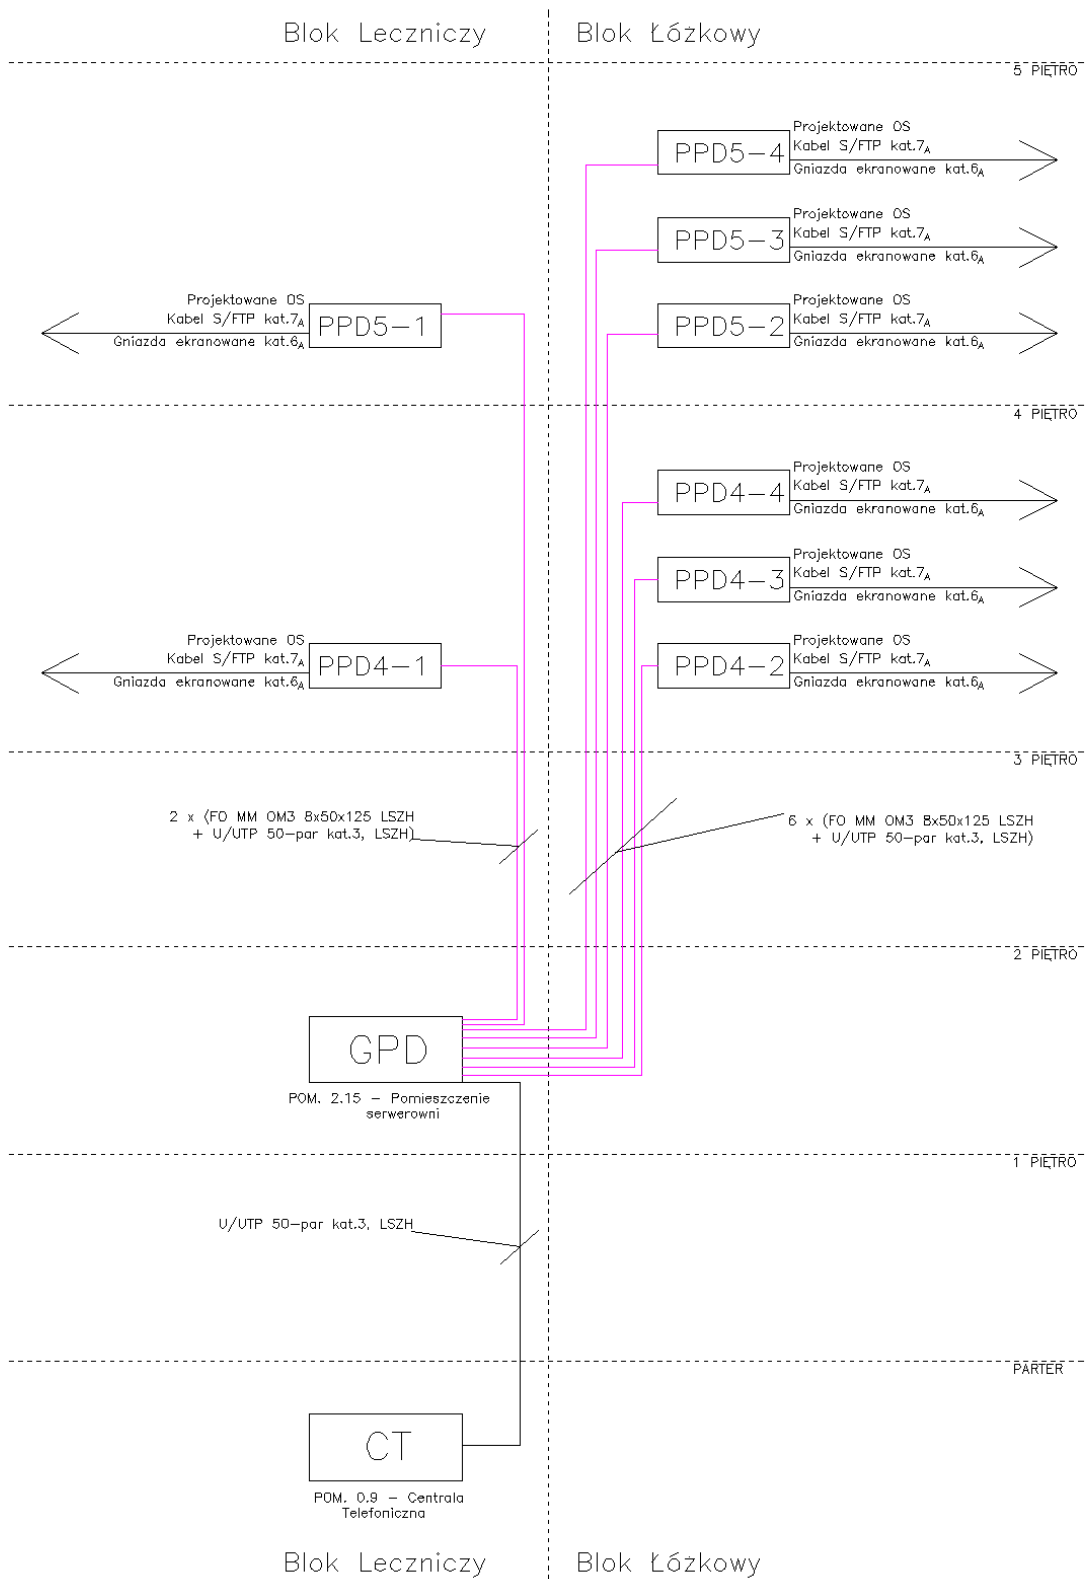 Blok Leczniczy
Blok Łóżkowy
5 PIĘTRO
Projektowane OS
PPD5-4
Kabel S/FTP kat.7A
Gniazda ekranowane kat.6A
Projektowane OS
PPD5-3
Kabel S/FTP kat.7A
Gniazda ekranowane kat.6A
Projektowane OS
Kabel S/FTP kat.7A
Gniazda ekranowane kat.6A
PPD5-1
PPD5-2
Projektowane OS
Kabel S/FTP kat.7A
Gniazda ekranowane kat.6A
4 PIĘTRO
Projektowane OS
PPD4-4
Kabel S/FTP kat.7A
Gniazda ekranowane kat.6A
Projektowane OS
PPD4-3
Kabel S/FTP kat.7A
Gniazda ekranowane kat.6A
Projektowane OS
Kabel S/FTP kat.7A
Gniazda ekranowane kat.6A
PPD4-1
PPD4-2
Projektowane OS
Kabel S/FTP kat.7A
Gniazda ekranowane kat.6A
3 PIĘTRO
2 x (FO MM OM3 8x50x125 LSZH
+ U/UTP 50-par kat.3, LSZH)
6 x (FO MM OM3 8x50x125 LSZH
+ U/UTP 50-par kat.3, LSZH)
2 PIĘTRO
GPD
POM. 2.15 - Pomieszczenie
serwerowni
1 PIĘTRO
U/UTP 50-par kat.3, LSZH
PARTER
CT
POM. 0.9 - Centrala
Telefoniczna
Blok Leczniczy
Blok Łóżkowy